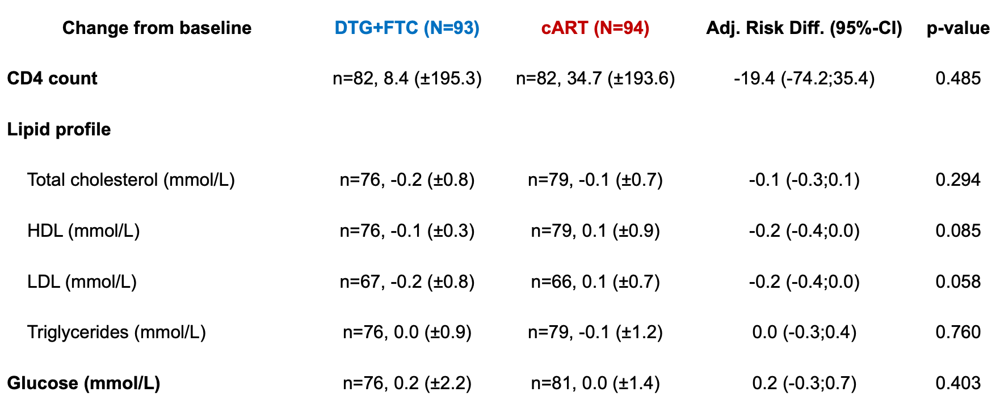 Change from baseline DTG+FTC (N=93) cART (N=94) Adj. Risk Diff. (95%-CI) p-value
CD4 count n=82, 8.4 (±195.3) n=82, 34.7 (±193.6) -19.4 (-74.2;35.4) 0.485
Lipid profile
Total cholesterol (mmol/L) n=76, -0.2 (±0.8) n=79, -0.1 (±0.7) -0.1 (-0.3;0.1) 0.294
HDL (mmol/L) n=76, -0.1 (±0.3) n=79, 0.1 (±0.9) -0.2 (-0.4;0.0) 0.085
LDL (mmol/L) n=67, -0.2 (±0.8) n=66, 0.1 (±0.7) -0.2 (-0.4;0.0) 0.058
Triglycerides (mmol/L) n=76, 0.0 (±0.9) n=79, -0.1 (±1.2) 0.0 (-0.3;0.4) 0.760
Glucose (mmol/L) n=76, 0.2 (±2.2) n=81, 0.0 (±1.4) 0.2 (-0.3;0.7) 0.403